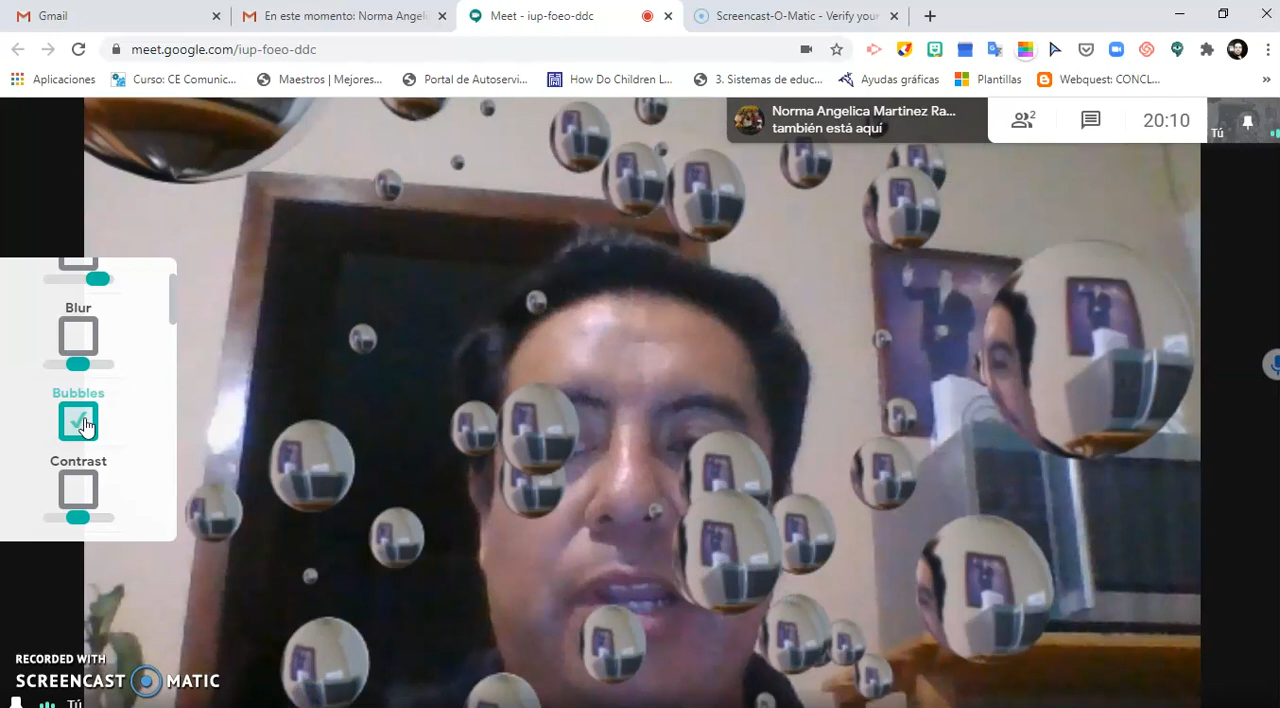 Gmail
En este momento: Norma Angeli
Meet - iup-foeo-ddc
Screencast-O-Matic - Verify your
meet.google.com/iup-foeo-ddc
Aplicaciones
Curso: CE Comunic...
Maestros | Mejores...
Portal de Autoservi...
How Do Children L...
3. Sistemas de educ...
Ayudas gráficas
Plantillas
Webquest: CONCL...
»
Norma Angelica Martinez Ra...
también está aquí
2
20:10
Tú
Blur
Bubbles
Contrast
RECORDED WITH
SCREENCAST MATIC
Tú